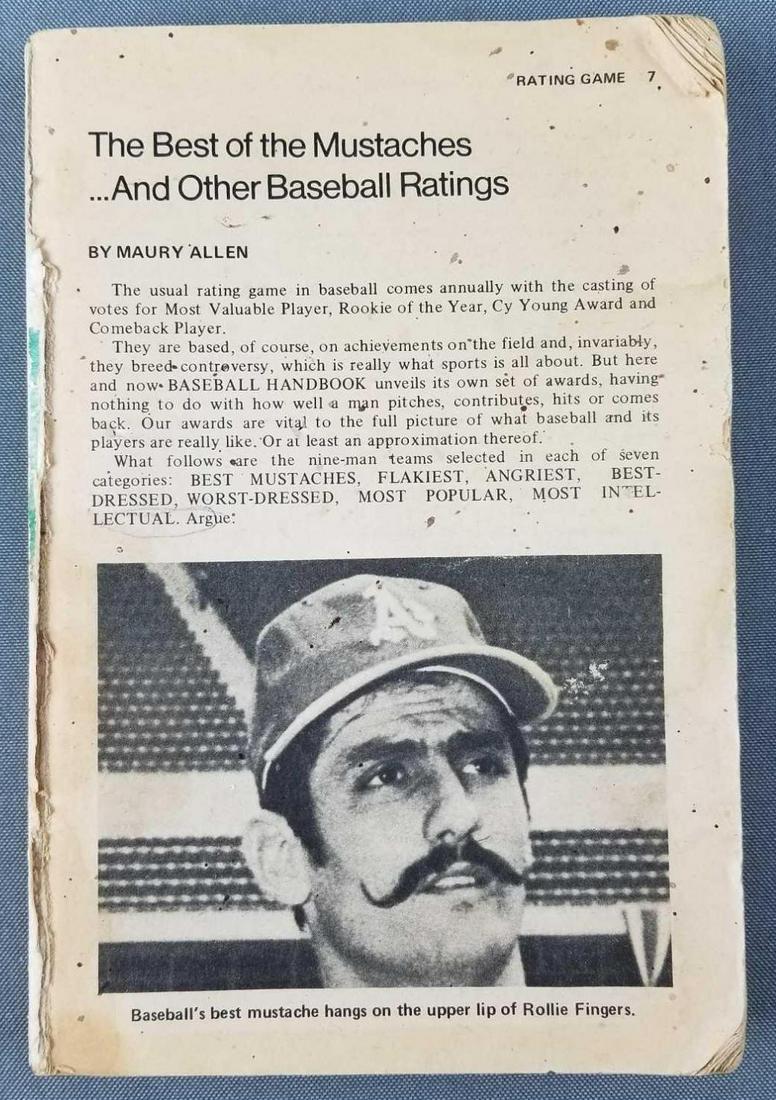 RATING GAME 7
The Best of the Mustaches
...And Other Baseball Ratings
BY MAURY ALLEN
The usual rating game in baseball comes annually with the casting of
votes for Most Valuable Player, Rookie of the Year, Cy Young Award and
Comeback Player.
They are based, of course, on achievements on the field and, invariably,
they breed controversy, which is really what sports is all about. But here
and now BASEBALL HANDBOOK unveils its own set of awards, having
nothing to do with how well a man pitches, contributes, hits or comes
back. Our awards are vital to the full picture of what baseball and its
players are really like. Or at least an approximation thereof.
What follows are the nine-man teams selected in each of seven
categories: BEST MUSTACHES, FLAKIEST, ANGRIEST, BEST-
DRESSED, WORST-DRESSED, MOST POPULAR, MOST INTEL-
LECTUAL. Argue!
A's
Baseball's best mustache hangs on the upper lip of Rollie Fingers.